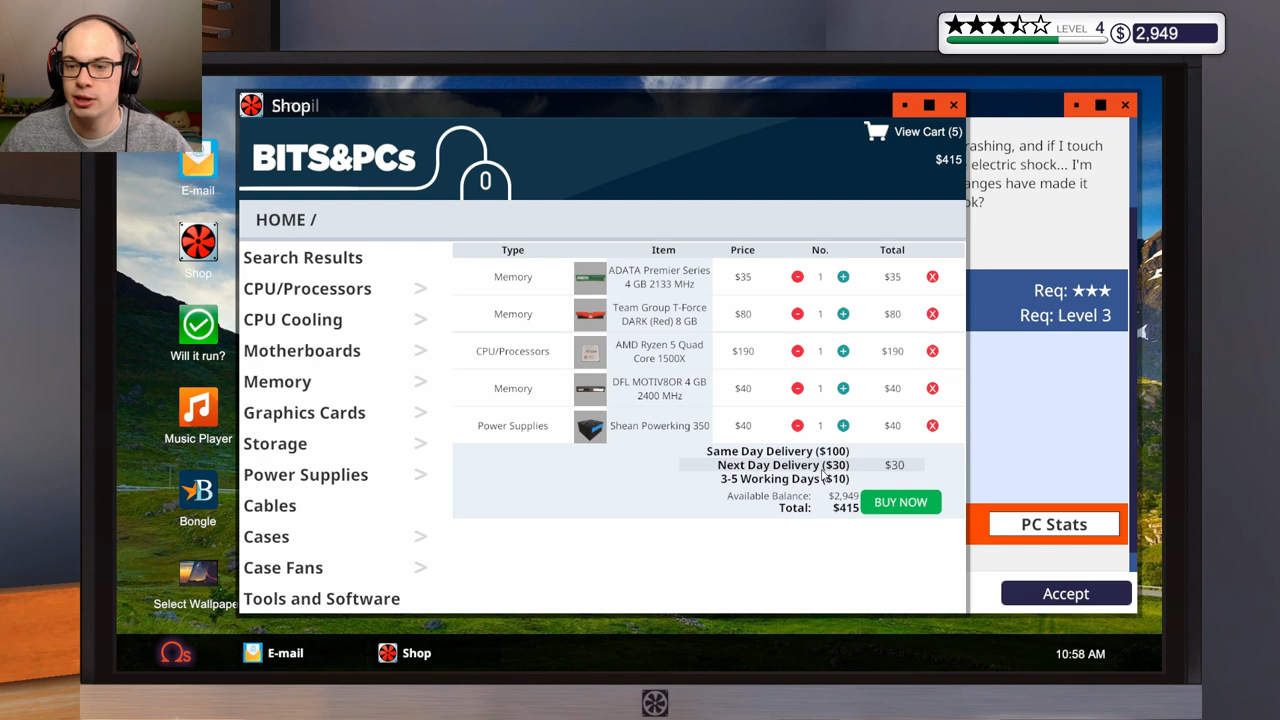 LEVEL 4 $ 2,949
Shop
BITS&PCs
View Cart (5)
$415
HOME /
Search Results
CPU/Processors >
CPU Cooling >
Motherboards >
Memory >
Graphics Cards >
Storage >
Power Supplies >
Cables
Cases >
Case Fans >
Tools and Software
Type Item Price No. Total
Memory ADATA Premier Series $35 - 1 + $35 X
4 GB 2133 MHz
Memory Team Group T-Force $80 - 1 + $80 X
DARK (Red) 8 GB
CPU/Processors AMD Ryzen 5 Quad $190 - 1 + $190 X
Core 1500X
Memory DFL MOTIV8OR 4 GB $40 - 1 + $40 X
2400 MHz
Power Supplies Shean Powerking 350 $40 - 1 + $40 X
Same Day Delivery ($100)
Next Day Delivery ($30) $30
3-5 Working Days ($10)
Available Balance: $2,949
Total: $415
BUY NOW
rashing, and if I touch
electric shock... I'm
anges have made it
ok?
Req: ★★★
Req: Level 3
PC Stats
Accept
E-mail
Shop
Will it run?
Music Player
Bongle
Select Wallpape
Ωs E-mail Shop 10:58 AM